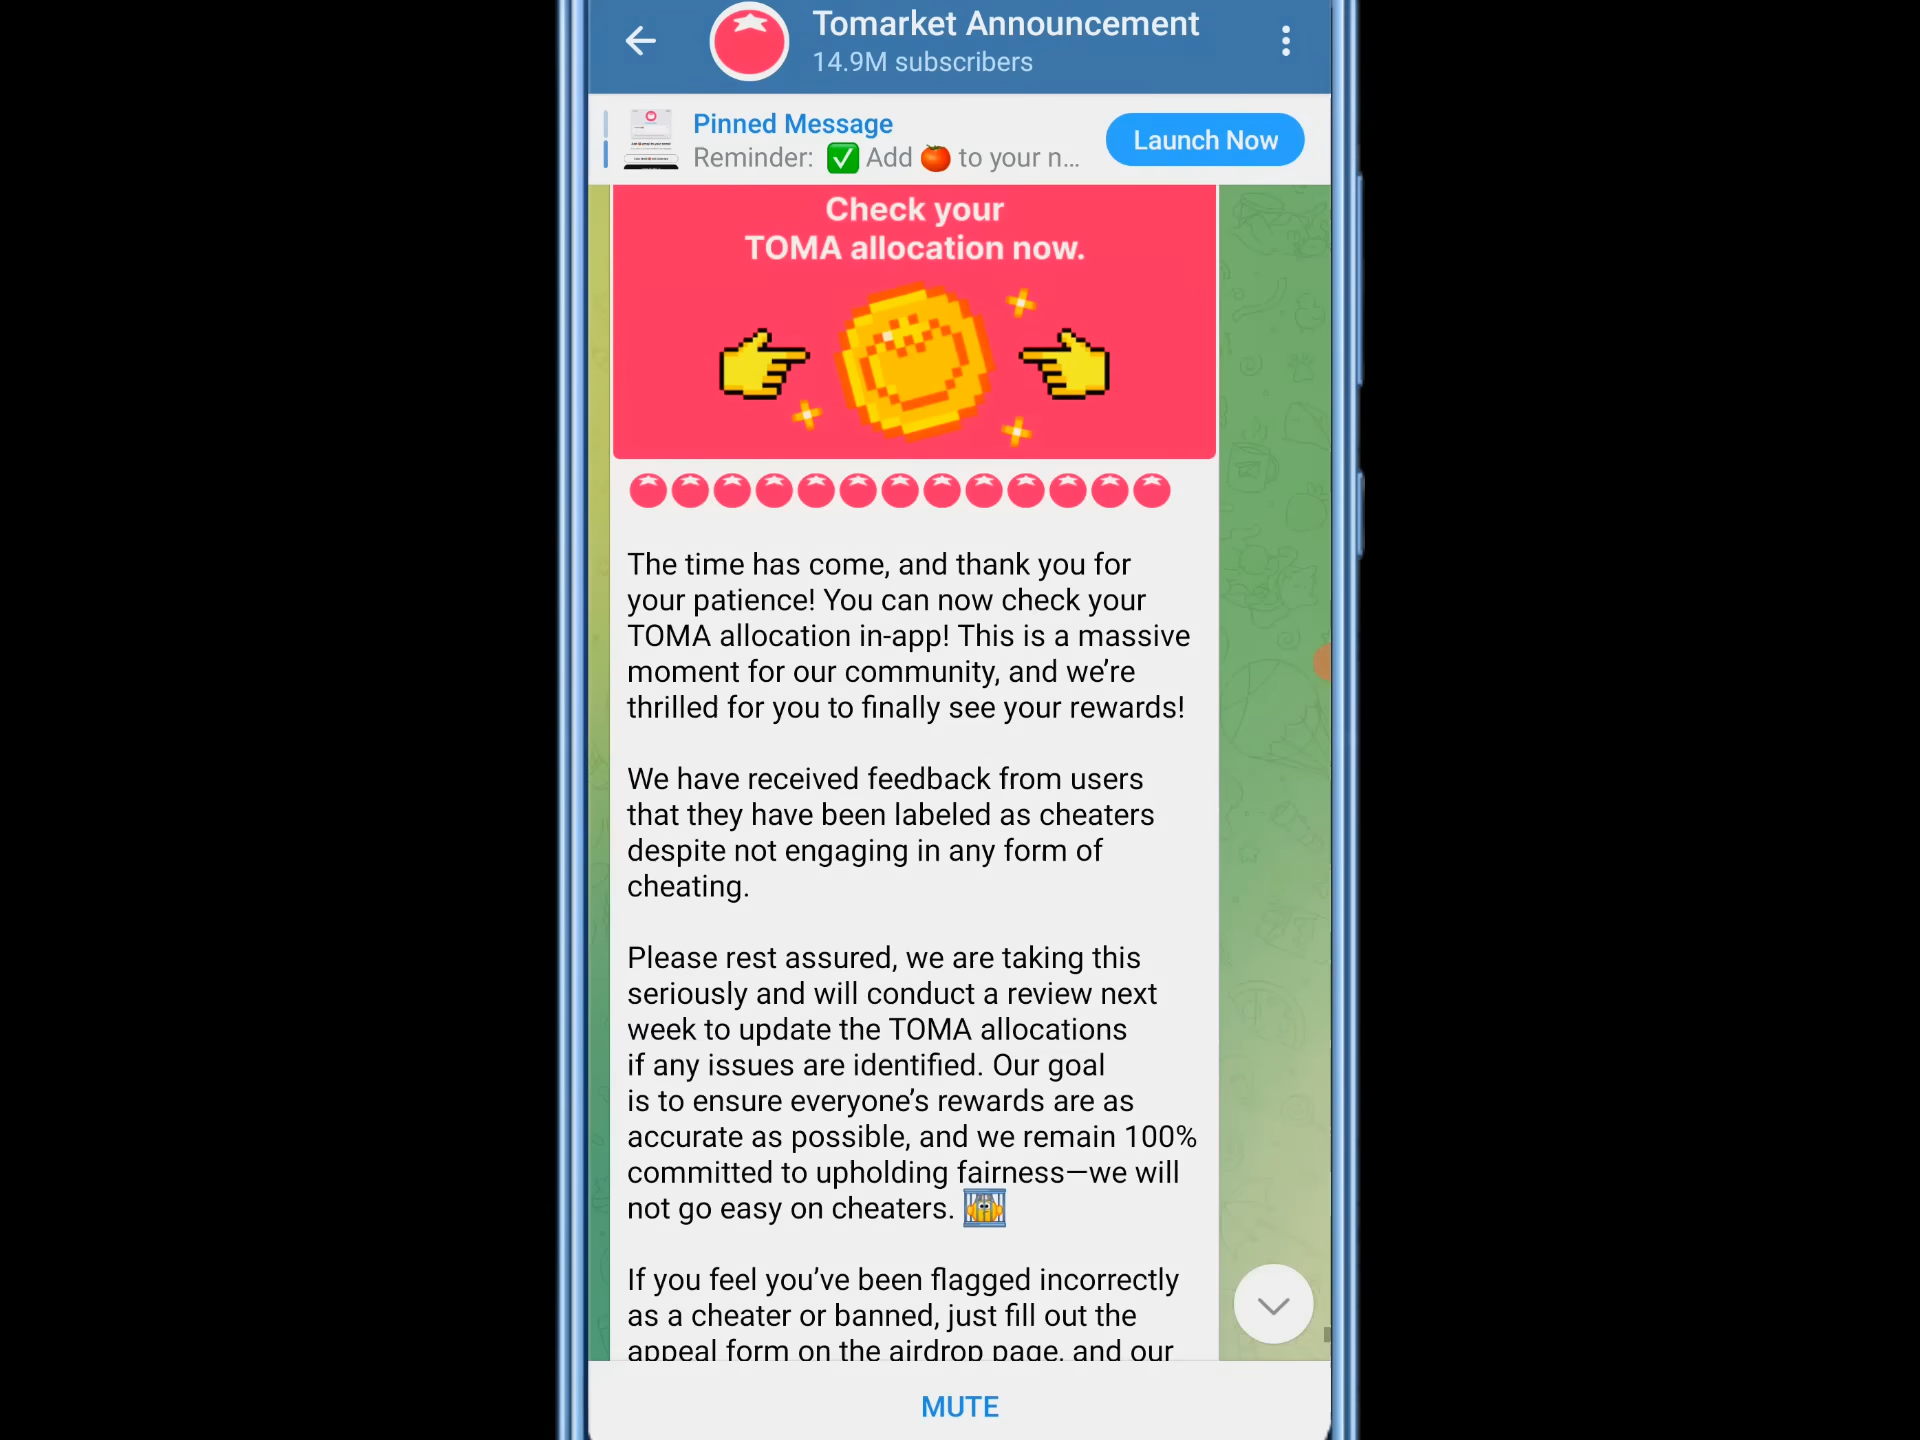 Tomarket Announcement
14.9M subscribers
Pinned Message
Reminder: ✅ Add 🍅 to your n...
Launch Now
Check your
TOMA allocation now.
The time has come, and thank you for
your patience! You can now check your
TOMA allocation in-app! This is a massive
moment for our community, and we’re
thrilled for you to finally see your rewards!
We have received feedback from users
that they have been labeled as cheaters
despite not engaging in any form of
cheating.
Please rest assured, we are taking this
seriously and will conduct a review next
week to update the TOMA allocations
if any issues are identified. Our goal
is to ensure everyone’s rewards are as
accurate as possible, and we remain 100%
committed to upholding fairness—we will
not go easy on cheaters.
If you feel you’ve been flagged incorrectly
as a cheater or banned, just fill out the
appeal form on the airdrop page, and our
MUTE